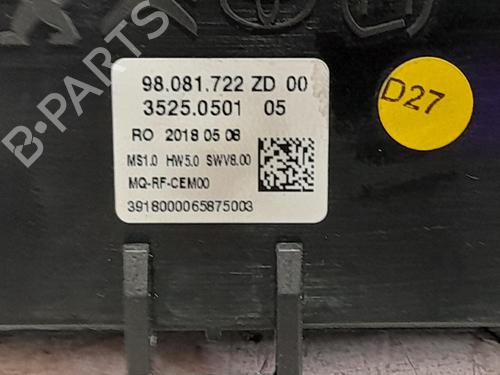 98.081.722 ZD 00
3525.0501 05
RO 2018 05 08
MS1.0 HW5.0 SWV8.00
MQ-RF-CEM00
3918000065875003
D27